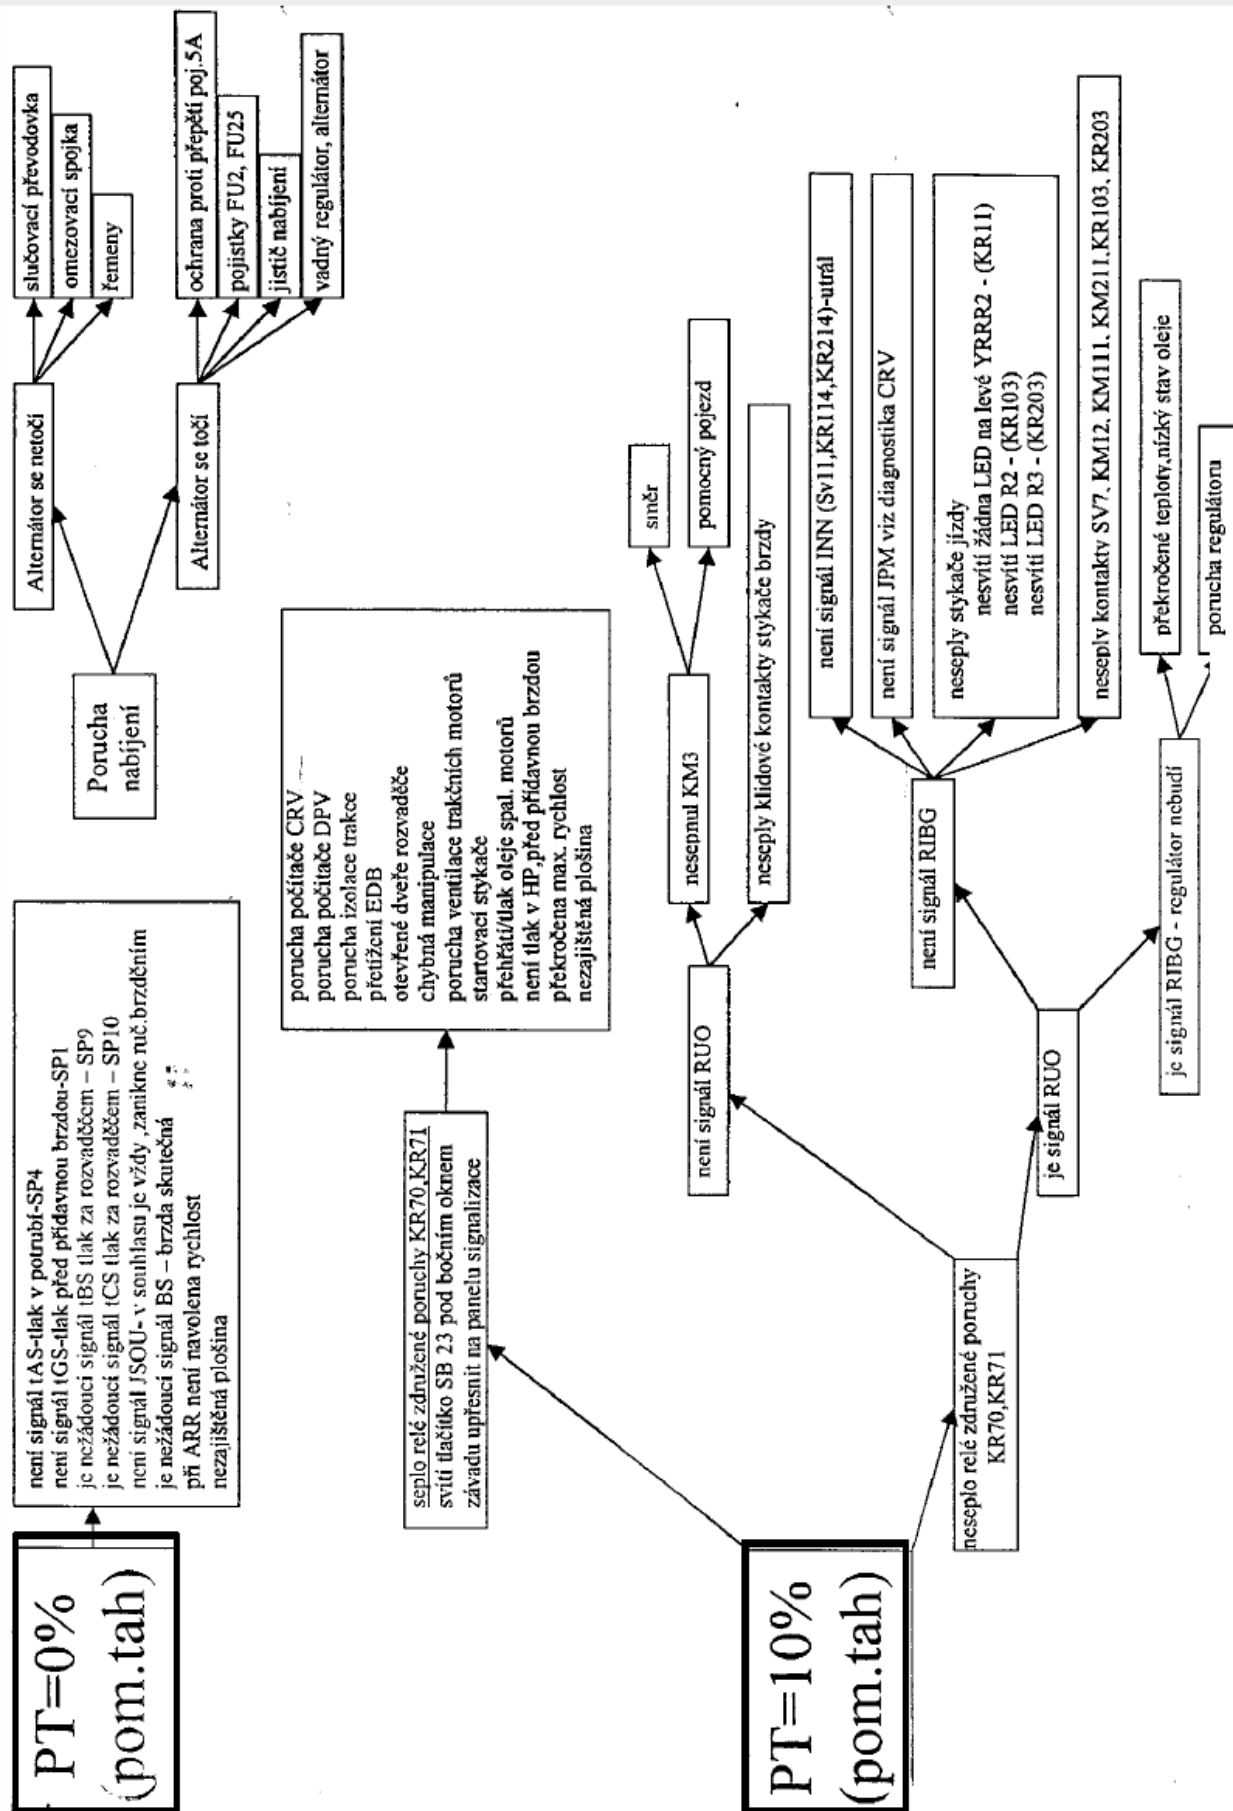 PT=0%
(pom.tah)
není signál tAS-tlak v potrubí-SP4
není signál tGS-tlak před přídavnou brzdou-SP1
je nežádoucí signál tBS tlak za rozvaděčem – SP9
je nežádoucí signál tCS tlak za rozvaděčem – SP10
není signál JSOU- v souhlasu je vždy ,zanikne ruč.brzděním
je nežádoucí signál BS – brzda skutečná
při ARR není navolena rychlost
nezajištěná plošina
Porucha
nabíjení
Alternátor se netočí
slučovací převodovka
omezovací spojka
řemeny
Alternátor se točí
ochrana proti přepětí poj.5A
pojistky FU2, FU25
jistič nabíjení
vadný regulátor, alternátor
PT=10%
(pom.tah)
seplo relé združené poruchy KR70,KR71
svítí tlačítko SB 23 pod bočním oknem
závadu upřesnit na panelu signalizace
porucha počítače CRV
porucha počítače DPV
porucha izolace trakce
přetížení EDB
otevřené dveře rozvaděče
chybná manipulace
porucha ventilace trakčních motorů
startovací stykače
přehřátí/tlak oleje spal. motorů
není tlak v HP,před přídavnou brzdou
překročena max. rychlost
nezajištěná plošina
neseplo relé združené poruchy
KR70,KR71
není signál RUO
nesepnul KM3
směr
pomocný pojezd
neseply klidové kontakty stykače brzdy
je signál RUO
není signál RIBG
není signál INN (Sv11,KR114,KR214)-utrál
není signál JPM viz diagnostika CRV
neseply stykače jízdy
nesvítí žádna LED na levé YRRR2 - (KR11)
nesvítí LED R2 - (KR103)
nesvítí LED R3 - (KR203)
neseply kontakty SV7, KM12, KM111, KM211,KR103, KR203
je signál RIBG - regulátor nebudí
překročené teploty,nízký stav oleje
porucha regulátoru